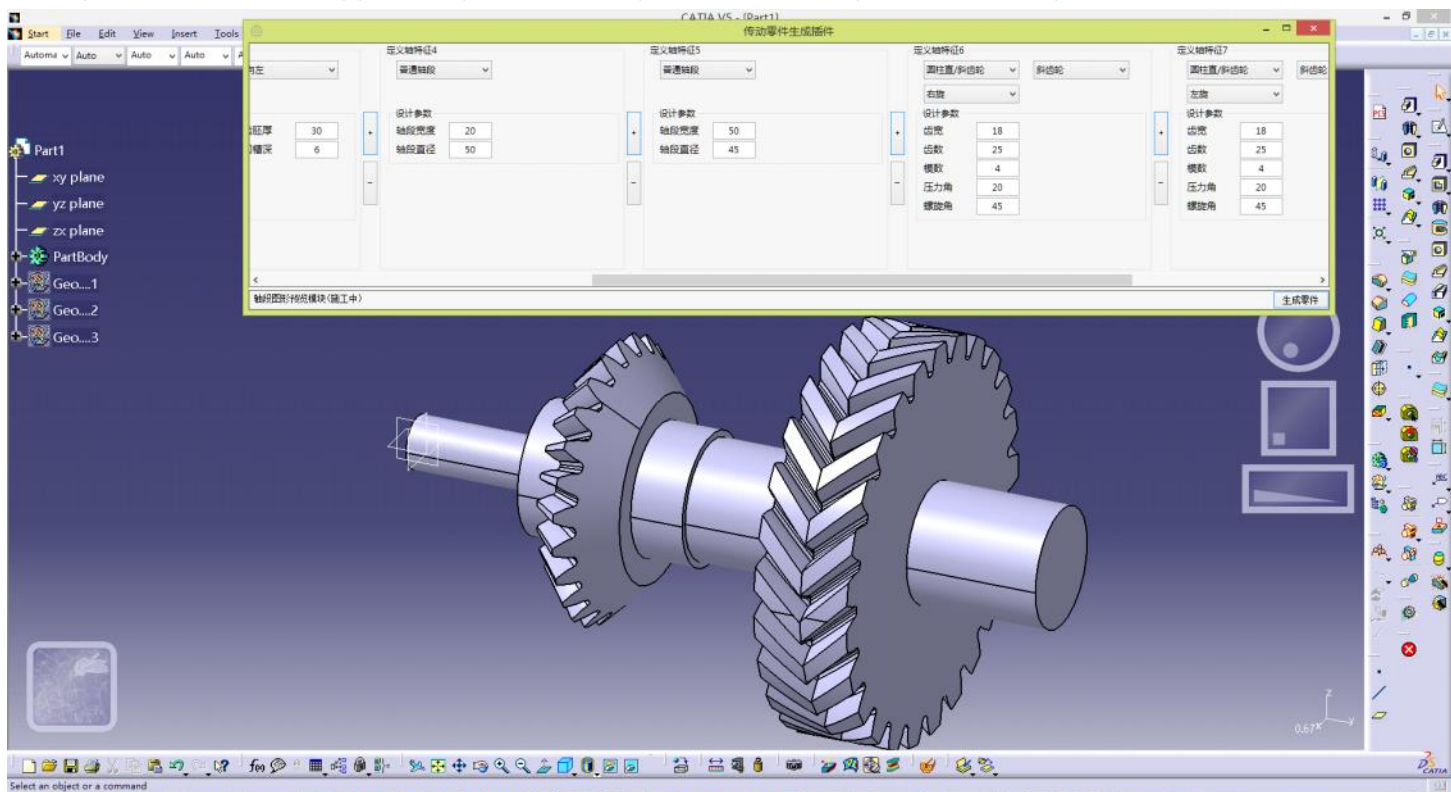 CATIA V5 - [Part1]
Start File Edit View Insert Tools
传动零件生成插件
Auto Auto Auto
定义轴特征4
定义轴特征5
定义轴特征6
定义轴特征7
普通轴段
普通轴段
圆柱直/斜齿轮 斜齿轮
圆柱直/斜齿轮 斜齿轮
右旋
左旋
设计参数
设计参数
设计参数
设计参数
30
+
轴段宽度 20
+
轴段宽度 50
+
齿宽 18
+
齿宽 18
6
轴段直径 50
轴段直径 45
齿数 25
齿数 25
模数 4
模数 4
-
-
-
-
压力角 20
压力角 20
螺旋角 45
螺旋角 45
轴段图形预览模块(施工中)
生成零件
Part1
xy plane
yz plane
zx plane
PartBody
Geo....1
Geo....2
Geo....3
z
y
x
0.67
f(x)
CATIA
Select an object or a command